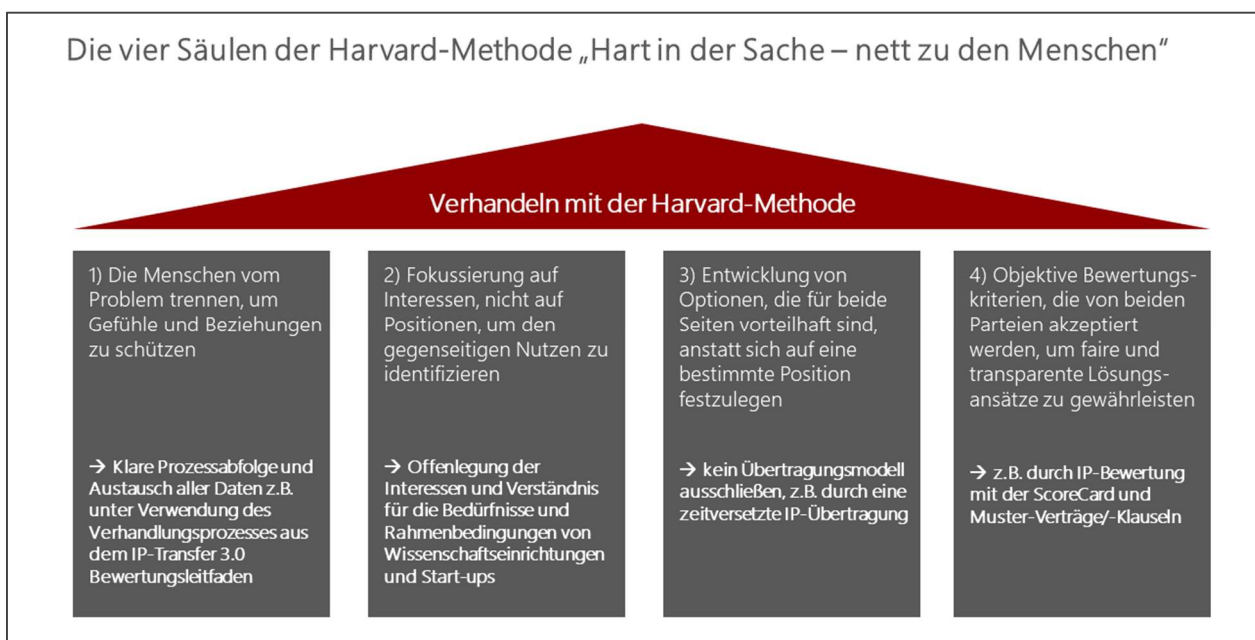 Die vier Säulen der Harvard-Methode „Hart in der Sache – nett zu den Menschen“
Verhandeln mit der Harvard-Methode
1) Die Menschen vom
Problem trennen, um
Gefühle und Beziehungen
zu schützen
→ Klare Prozessabfolge und
Austausch aller Daten z.B.
unter Verwendung des
Verhandlungsprozesses aus
dem IP-Transfer 3.0
Bewertungsleitfaden
2) Fokussierung auf
Interessen, nicht auf
Positionen, um den
gegenseitigen Nutzen zu
identifizieren
→ Offenlegung der
Interessen und Verständnis
für die Bedürfnisse und
Rahmenbedingungen von
Wissenschaftseinrichtungen
und Start-ups
3) Entwicklung von
Optionen, die für beide
Seiten vorteilhaft sind,
anstatt sich auf eine
bestimmte Position
festzulegen
→ kein Übertragungsmodell
ausschließen, z.B. durch eine
zeitversetzte IP-Übertragung
4) Objektive Bewertungs-
kriterien, die von beiden
Parteien akzeptiert
werden, um faire und
transparente Lösungs-
ansätze zu gewährleisten
→ z.B. durch IP-Bewertung
mit der ScoreCard und
Muster-Verträge/-Klauseln